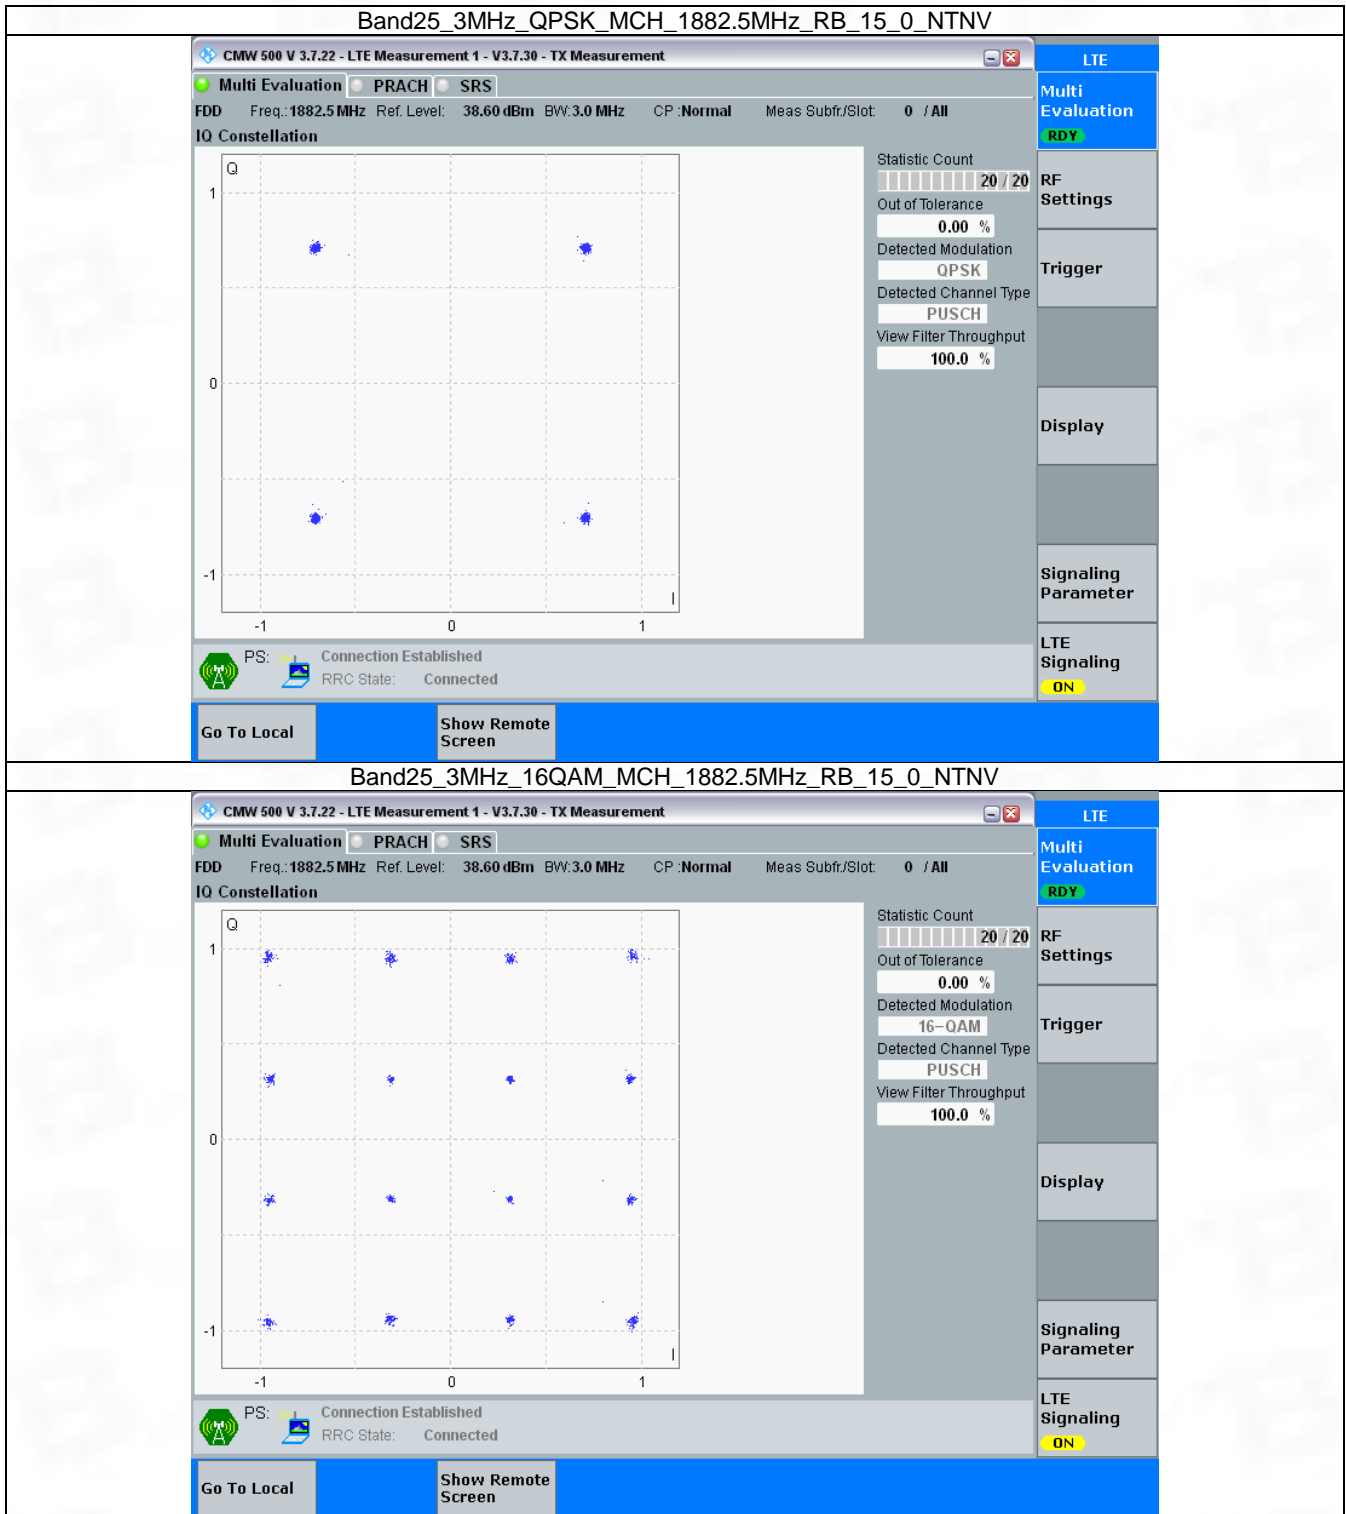 Band25_3MHz_QPSK_MCH_1882.5MHz_RB_15_0_NTNV
CMW 500 V 3.7.22 - LTE Measurement 1 - V3.7.30 - TX Measurement
LTE
Multi Evaluation PRACH SRS
Multi
Evaluation
RDY
FDD Freq.: 1882.5 MHz Ref. Level: 38.60 dBm BW: 3.0 MHz CP : Normal Meas Subfr./Slot: 0 / All
IQ Constellation
Q
1
0
-1
I
-1 0 1
Statistic Count
20 / 20
Out of Tolerance
0.00 %
Detected Modulation
QPSK
Detected Channel Type
PUSCH
View Filter Throughput
100.0 %
RF
Settings
Trigger
Display
Signaling
Parameter
LTE
Signaling
ON
PS: Connection Established
RRC State: Connected
Go To Local
Show Remote
Screen
Band25_3MHz_16QAM_MCH_1882.5MHz_RB_15_0_NTNV
CMW 500 V 3.7.22 - LTE Measurement 1 - V3.7.30 - TX Measurement
LTE
Multi Evaluation PRACH SRS
Multi
Evaluation
RDY
FDD Freq.: 1882.5 MHz Ref. Level: 38.60 dBm BW: 3.0 MHz CP : Normal Meas Subfr./Slot: 0 / All
IQ Constellation
Q
1
0
-1
I
-1 0 1
Statistic Count
20 / 20
Out of Tolerance
0.00 %
Detected Modulation
16-QAM
Detected Channel Type
PUSCH
View Filter Throughput
100.0 %
RF
Settings
Trigger
Display
Signaling
Parameter
LTE
Signaling
ON
PS: Connection Established
RRC State: Connected
Go To Local
Show Remote
Screen